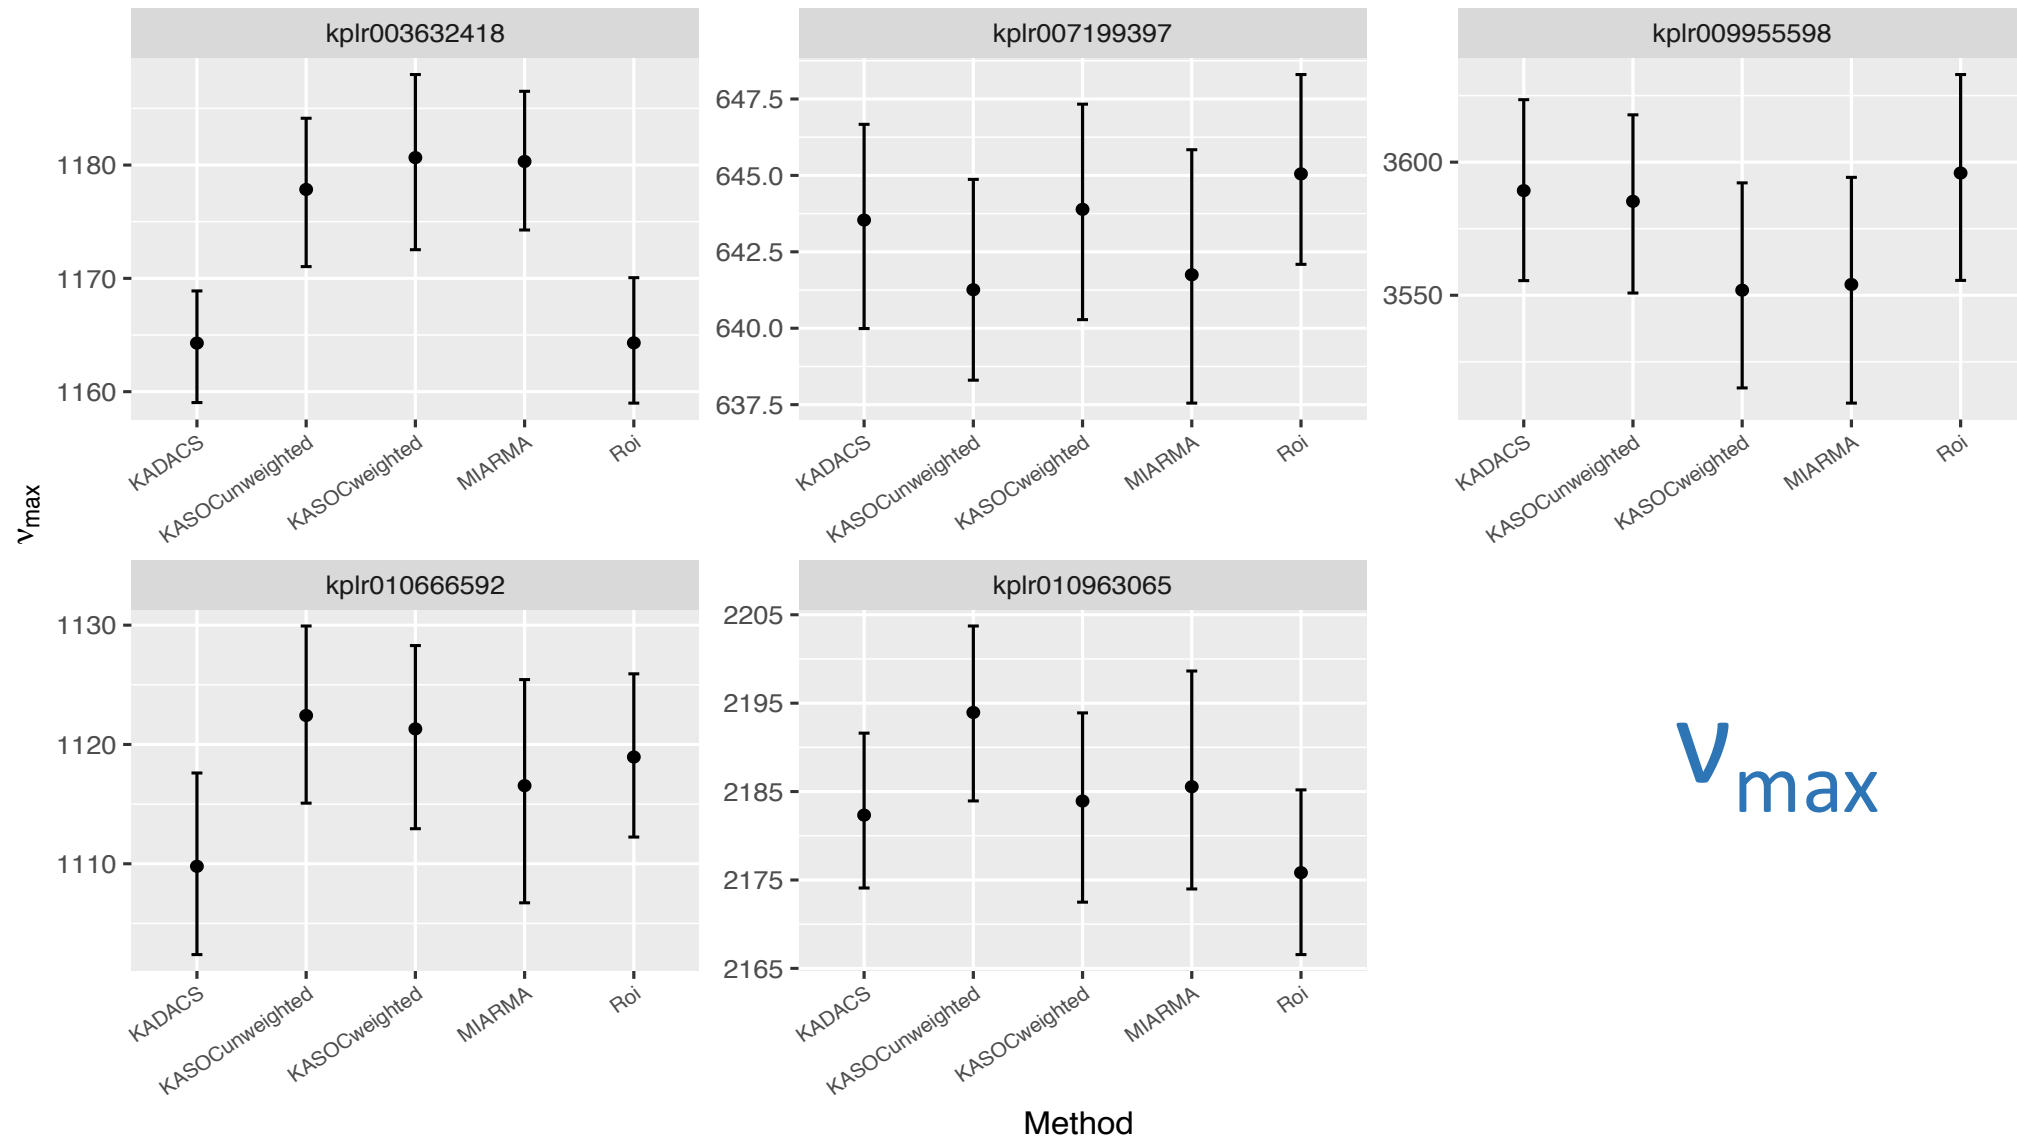 kplr003632418
kplr007199397
kplr009955598
1180
1170
1160
647.5
645.0
642.5
640.0
637.5
3600
3550
KADACS
KASOCunweighted
KASOCweighted
MIARMA
Roi
KADACS
KASOCunweighted
KASOCweighted
MIARMA
Roi
KADACS
KASOCunweighted
KASOCweighted
MIARMA
Roi
νmax
kplr010666592
kplr010963065
1130
1120
1110
2205
2195
2185
2175
2165
νmax
KADACS
KASOCunweighted
KASOCweighted
MIARMA
Roi
KADACS
KASOCunweighted
KASOCweighted
MIARMA
Roi
Method